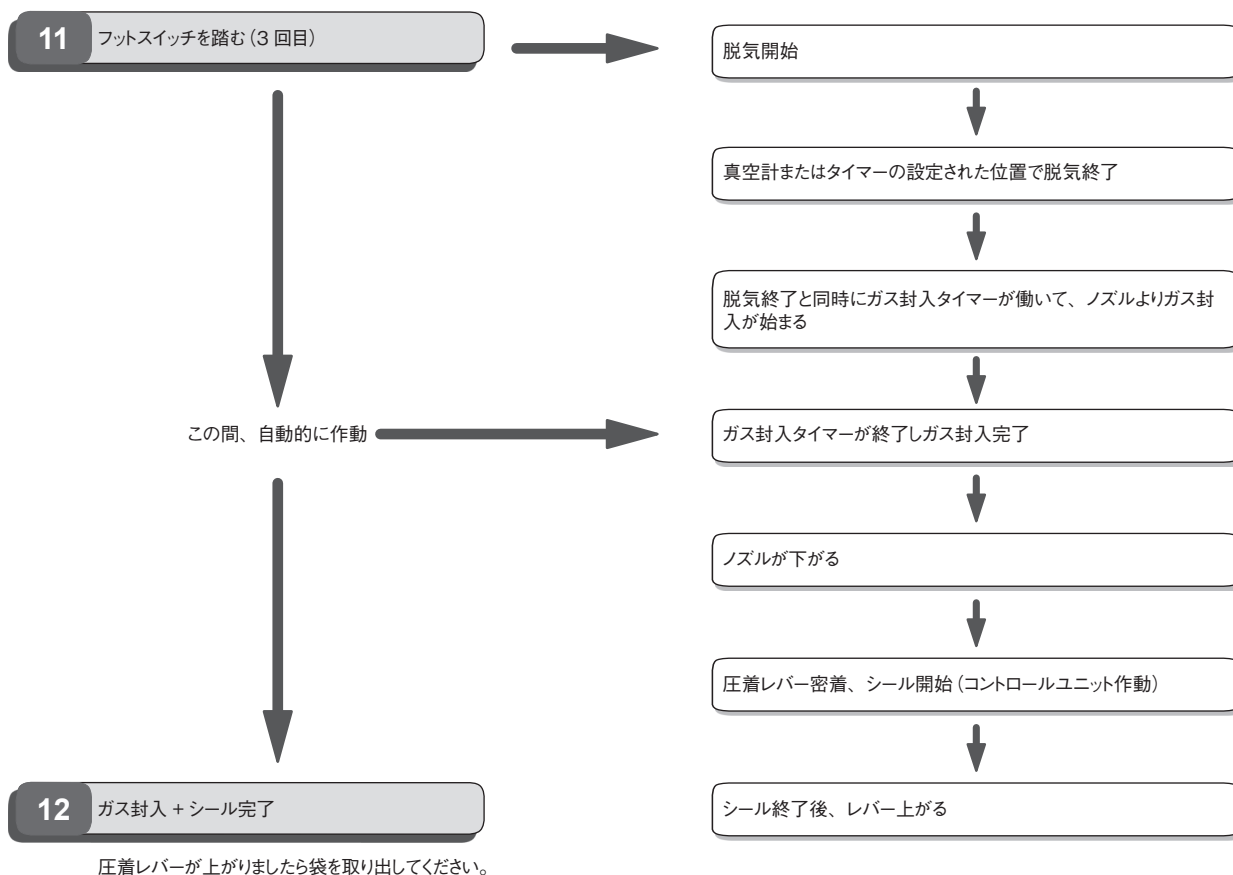 11 フットスイッチを踏む(3 回目)
脱気開始
真空計またはタイマーの設定された位置で脱気終了
脱気終了と同時にガス封入タイマーが働いて、ノズルよりガス封
入が始まる
この間、自動的に作動
ガス封入タイマーが終了しガス封入完了
ノズルが下がる
圧着レバー密着、シール開始(コントロールユニット作動)
シール終了後、レバー上がる
12 ガス封入 + シール完了
圧着レバーが上がりましたら袋を取り出してください。